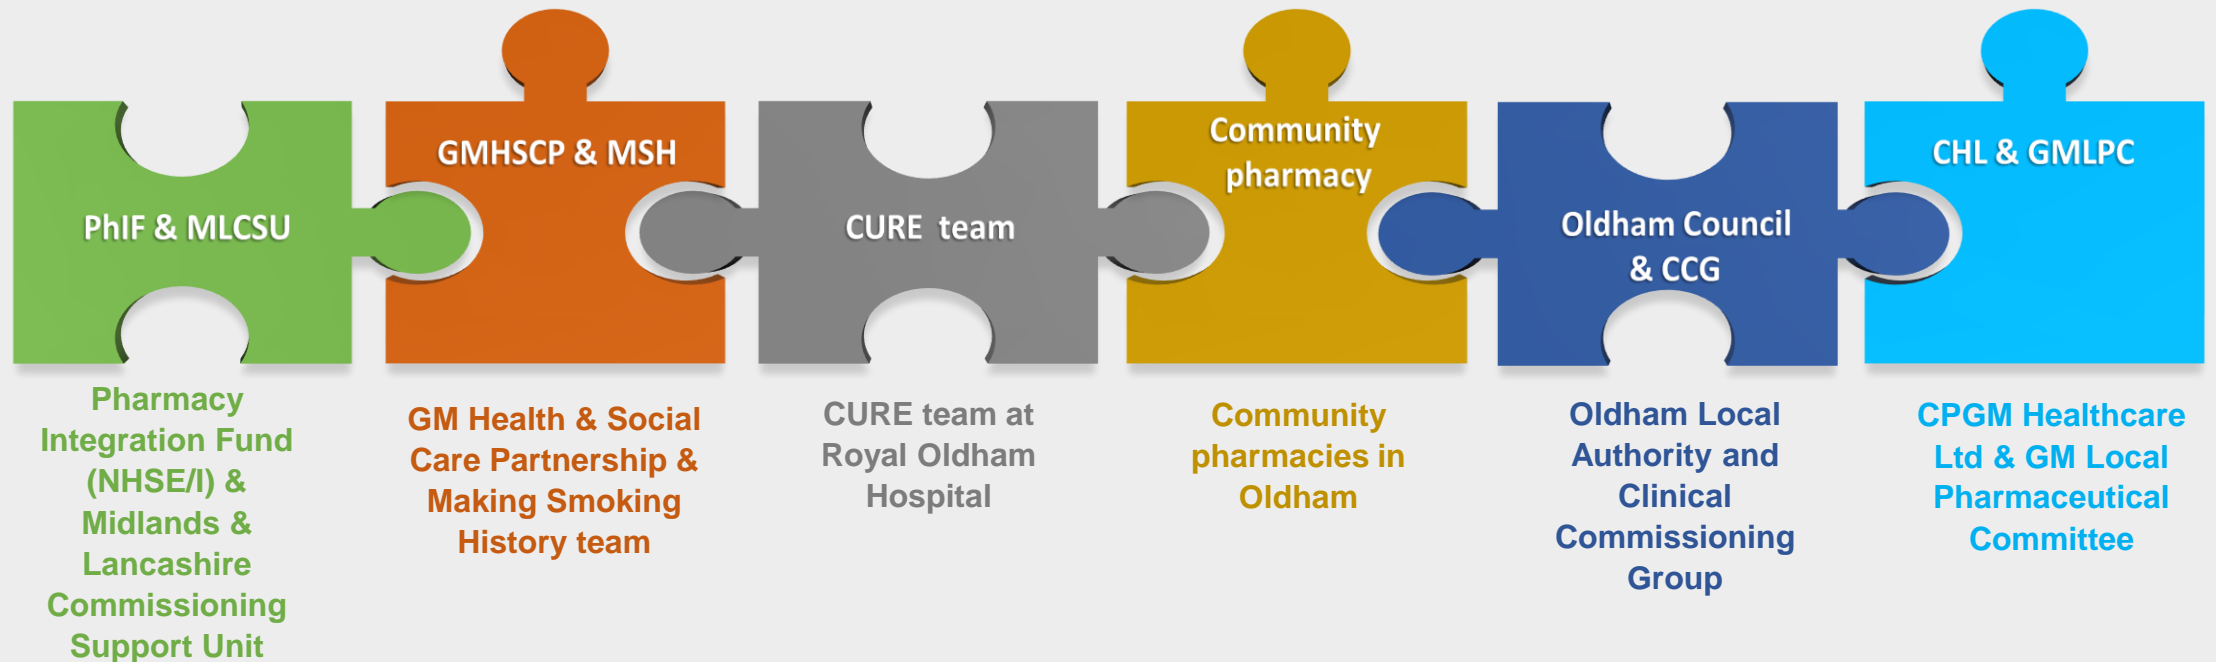 PhIF & MLCSU
GMHSCP & MSH
CURE team
Community
pharmacy
Oldham Council
& CCG
CHL & GMLPC
Pharmacy
Integration Fund
(NHSE/I) &
Midlands &
Lancashire
Commissioning
Support Unit
GM Health & Social
Care Partnership &
Making Smoking
History team
CURE team at
Royal Oldham
Hospital
Community
pharmacies in
Oldham
Oldham Local
Authority and
Clinical
Commissioning
Group
CPGM Healthcare
Ltd & GM Local
Pharmaceutical
Committee